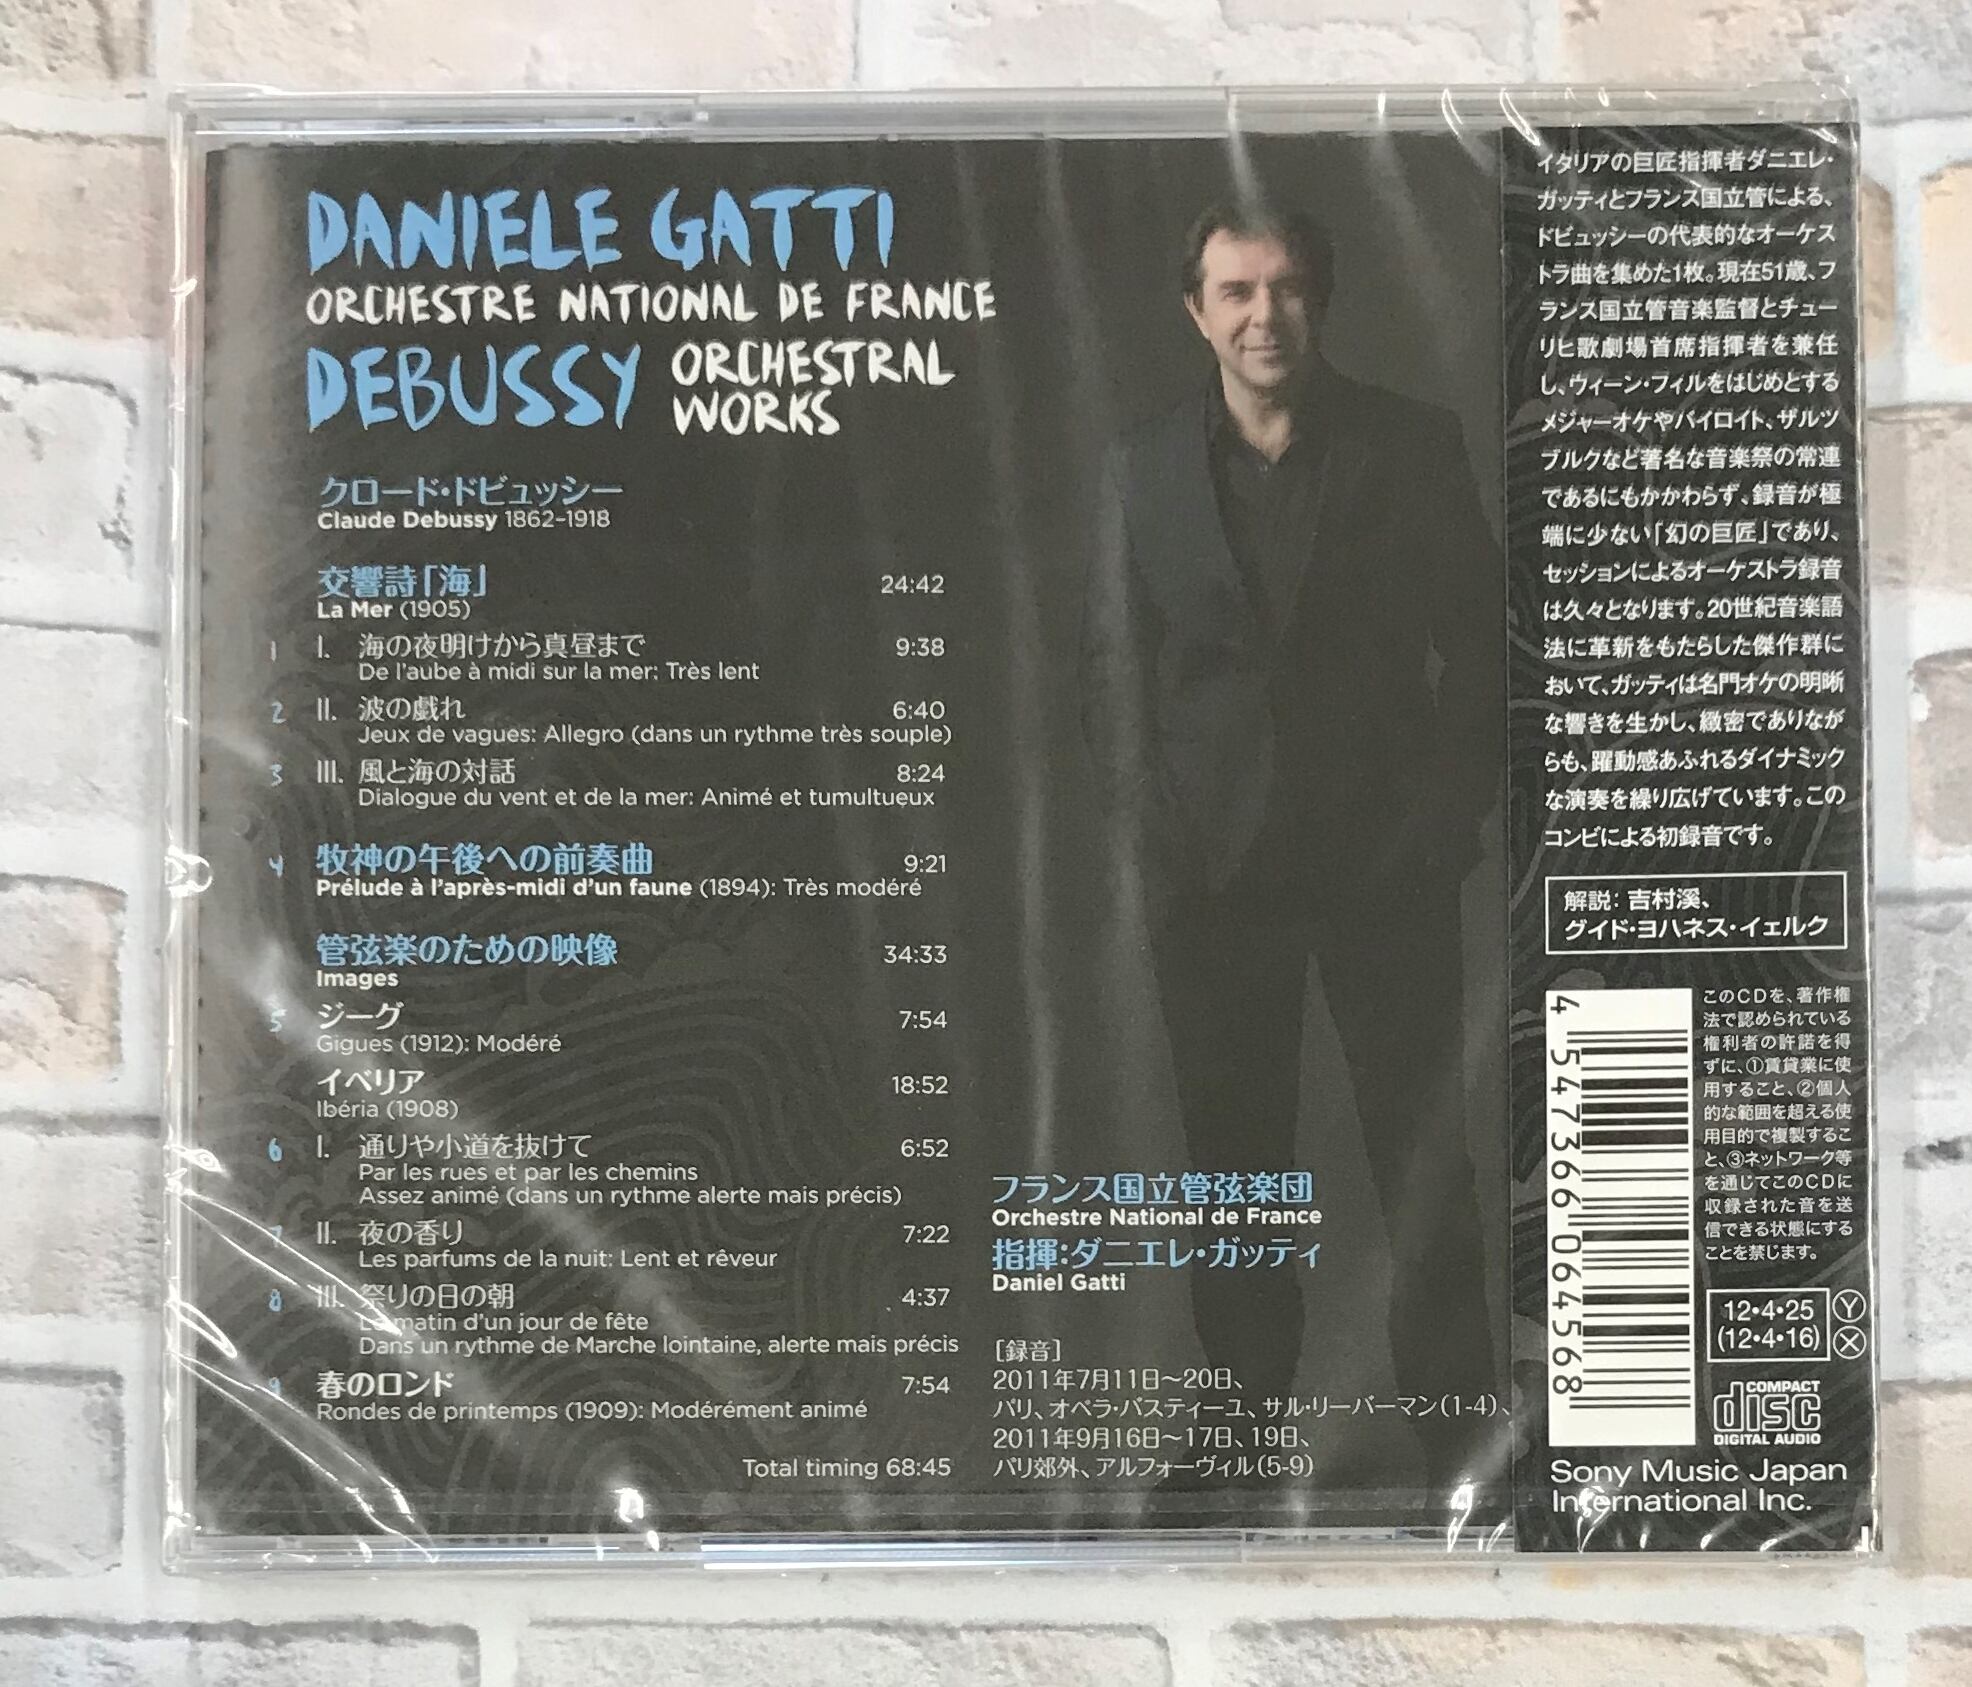 DANIELE GATTI
ORCHESTRE NATIONAL DE FRANCE
DEBUSSY ORCHESTRAL
WORKS
クロード・ドビュッシー
Claude Debussy 1862-1918
交響詩「海」 24:42
La Mer (1905)
1 I. 海の夜明けから真昼まで 9:38
De l'aube à midi sur la mer: Très lent
2 II. 波の戯れ 6:40
Jeux de vagues: Allegro (dans un rythme très souple)
3 III. 風と海の対話 8:24
Dialogue du vent et de la mer: Animé et tumultueux
4 牧神の午後への前奏曲 9:21
Prélude à l'après-midi d'un faune (1894): Très modéré
管弦楽のための映像 34:33
Images
5 ジーグ 7:54
Gigues (1912): Modéré
イベリア 18:52
Ibéria (1908)
6 I. 通りや小道を抜けて 6:52
Par les rues et par les chemins
Assez animé (dans un rythme alerte mais précis)
7 II. 夜の香り 7:22
Les parfums de la nuit: Lent et rêveur
8 III. 祭りの日の朝 4:37
Le matin d'un jour de fête
Dans un rythme de Marche lointaine, alerte mais précis
9 春のロンド 7:54
Rondes de printemps (1909): Modérément animé
Total timing 68:45
フランス国立管弦楽団
Orchestre National de France
指揮:ダニエレ・ガッティ
Daniel Gatti
[録音]
2011年7月11日〜20日、
パリ、オペラ・バスティーユ、サル・リーバーマン(1-4)、
2011年9月16日〜17日、19日、
パリ郊外、アルフォーヴィル(5-9)
イタリアの巨匠指揮者ダニエレ・
ガッティとフランス国立管による、
ドビュッシーの代表的なオーケス
トラ曲を集めた1枚。現在51歳、フ
ランス国立管音楽監督とチュー
リヒ歌劇場首席指揮者を兼任
し、ウィーン・フィルをはじめとする
メジャーオケやバイロイト、ザルツ
ブルクなど著名な音楽祭の常連
であるにもかかわらず、録音が極
端に少ない「幻の巨匠」であり、
セッションによるオーケストラ録音
は久々となります。20世紀音楽語
法に革新をもたらした傑作群に
おいて、ガッティは名門オケの明晰
な響きを生かし、緻密でありなが
らも、躍動感あふれるダイナミック
な演奏を繰り広げています。この
コンビによる初録音です。
解説: 吉村溪、
グイド・ヨハネス・イェルク
4 547366 064568
このCDを、著作権
法で認められている
権利者の許諾を得
ずに、①賃貸業に使
用すること、②個人
的な範囲を超える使
用目的で複製するこ
と、③ネットワーク等
を通じてこのCDに
収録された音を送
信できる状態にする
ことを禁じます。
12・4・25 Y
(12・4・16) X
COMPACT
disc
DIGITAL AUDIO
Sony Music Japan
International Inc.